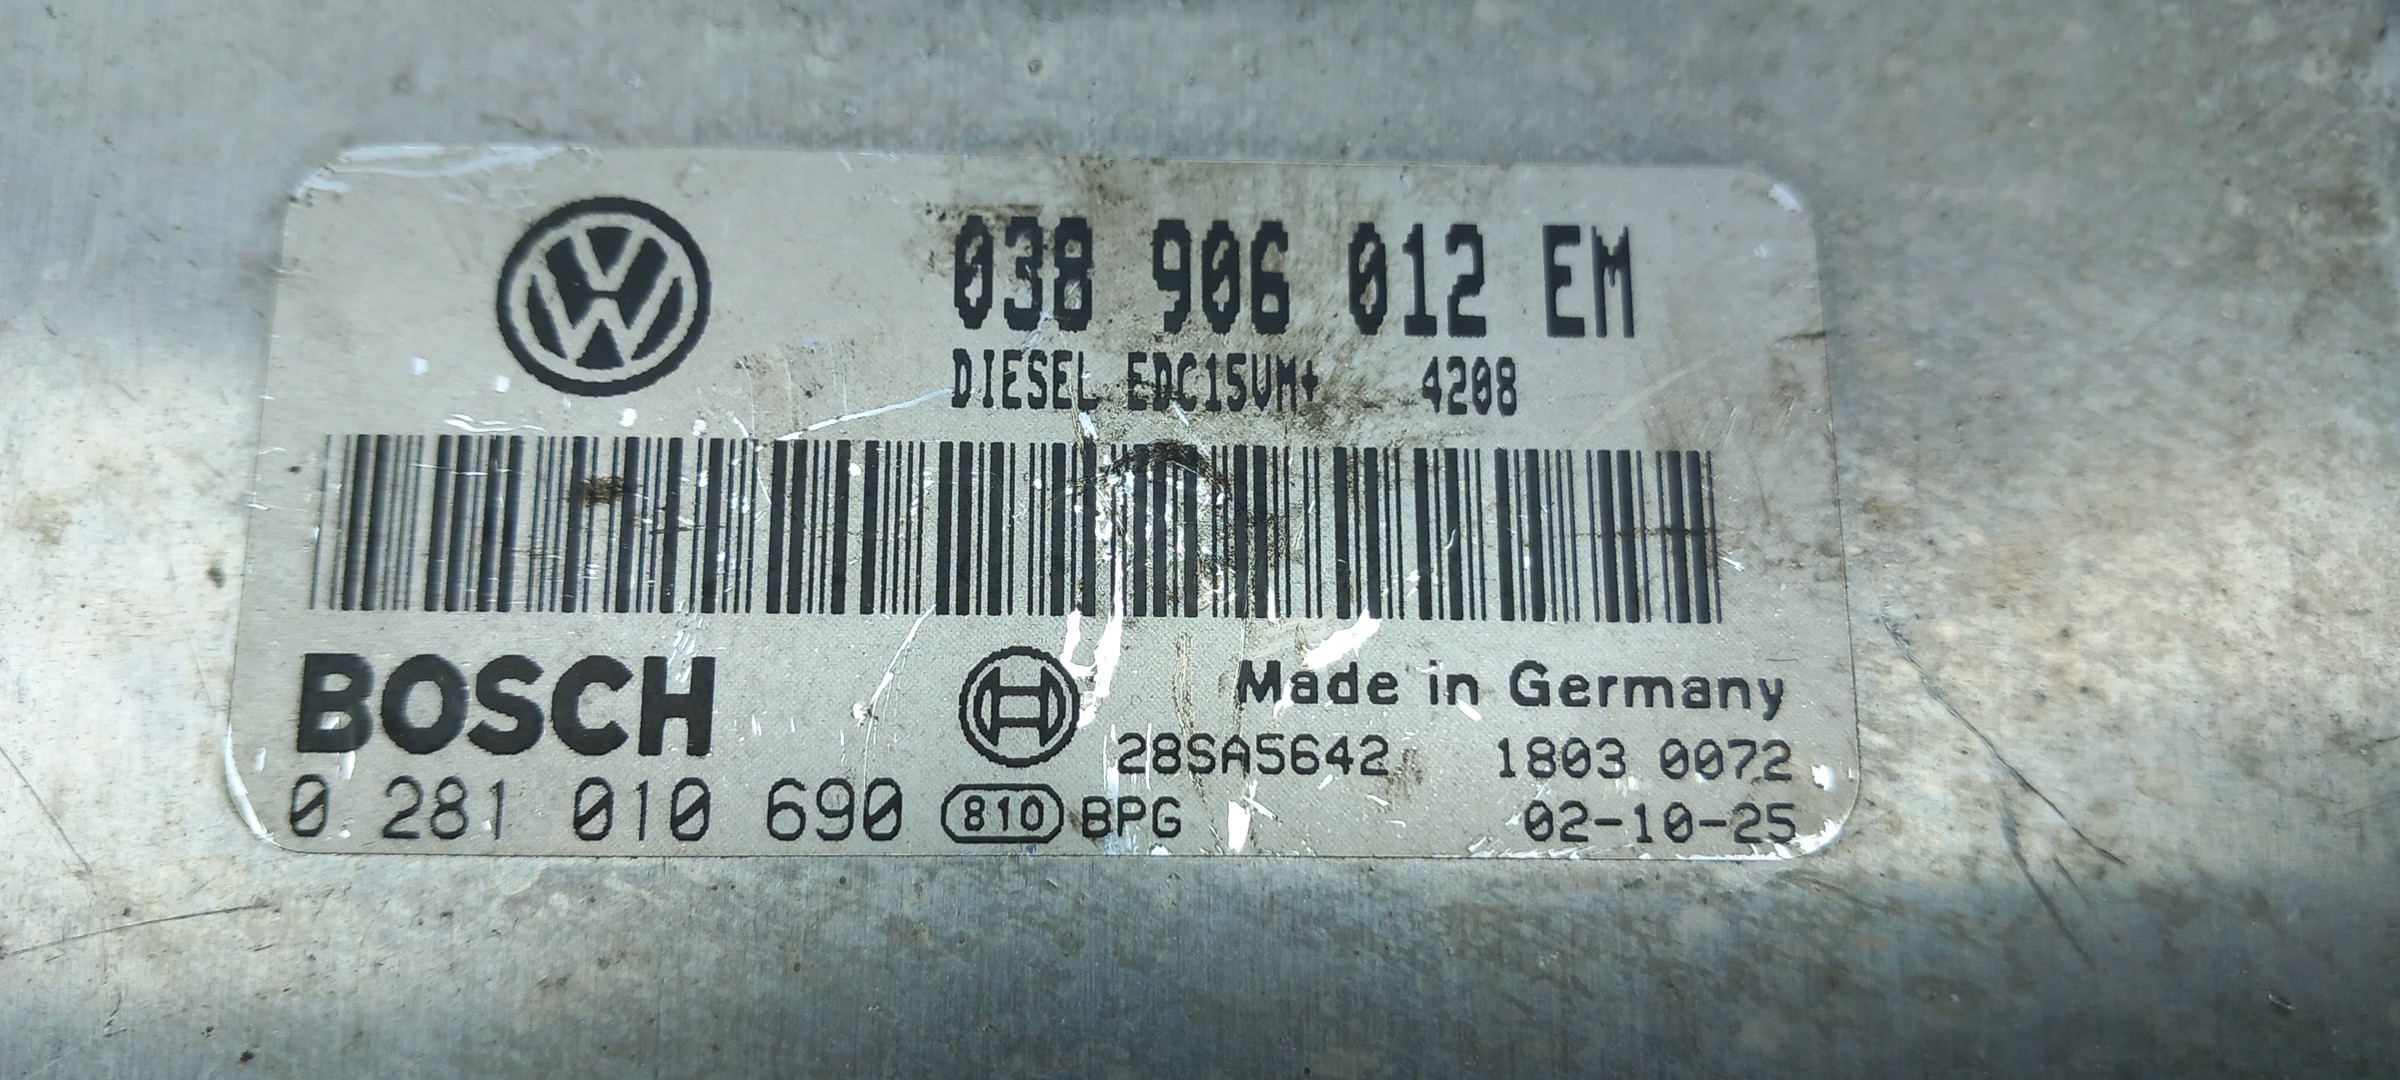 038 906 012 EM
DIESEL EDC15VM+ 4208
BOSCH
Made in Germany
28SA5642 1803 0072
0 281 010 690 810 BPG 02-10-25